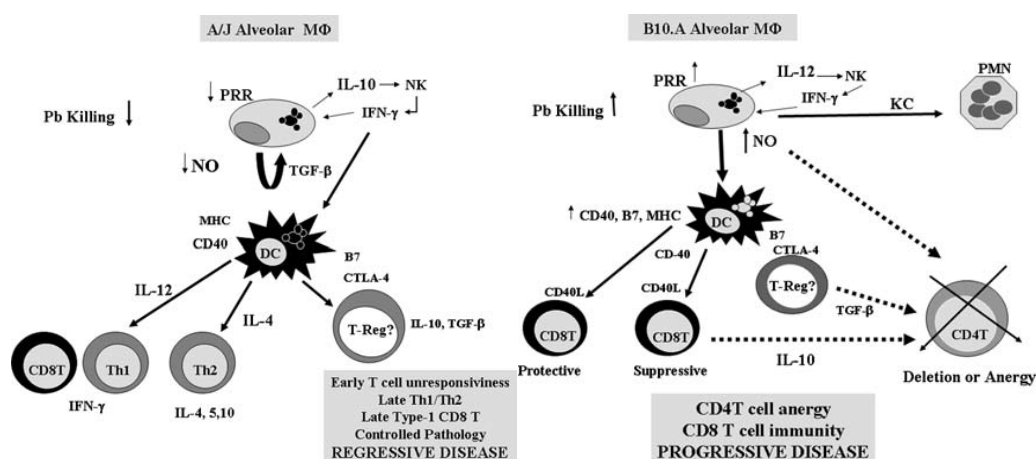 A/J Alveolar MΦ
↓ PRR
IL-10 → NK
IFN-γ
Pb Killing ↓
↓ NO
TGF-β
MHC
CD40
DC
B7
CTLA-4
IL-12
IL-4
T-Reg?
IL-10, TGF-β
CD8T
Th1
Th2
IFN-γ
IL-4, 5,10
Early T cell unresponiviness
Late Th1/Th2
Late Type-1 CD8 T
Controlled Pathology
REGRESSIVE DISEASE
B10.A Alveolar MΦ
PRR ↑
IL-12 → NK
IFN-γ
PMN
Pb Killing ↑
KC
↑ NO
↑ CD40, B7, MHC
DC
B7
CTLA-4
CD-40
CD40L
CD40L
T-Reg?
TGF-β
CD8T
CD8T
CD4T
IL-10
Protective
Suppressive
Deletion or Anergy
CD4T cell anergy
CD8 T cell immunity
PROGRESSIVE DISEASE